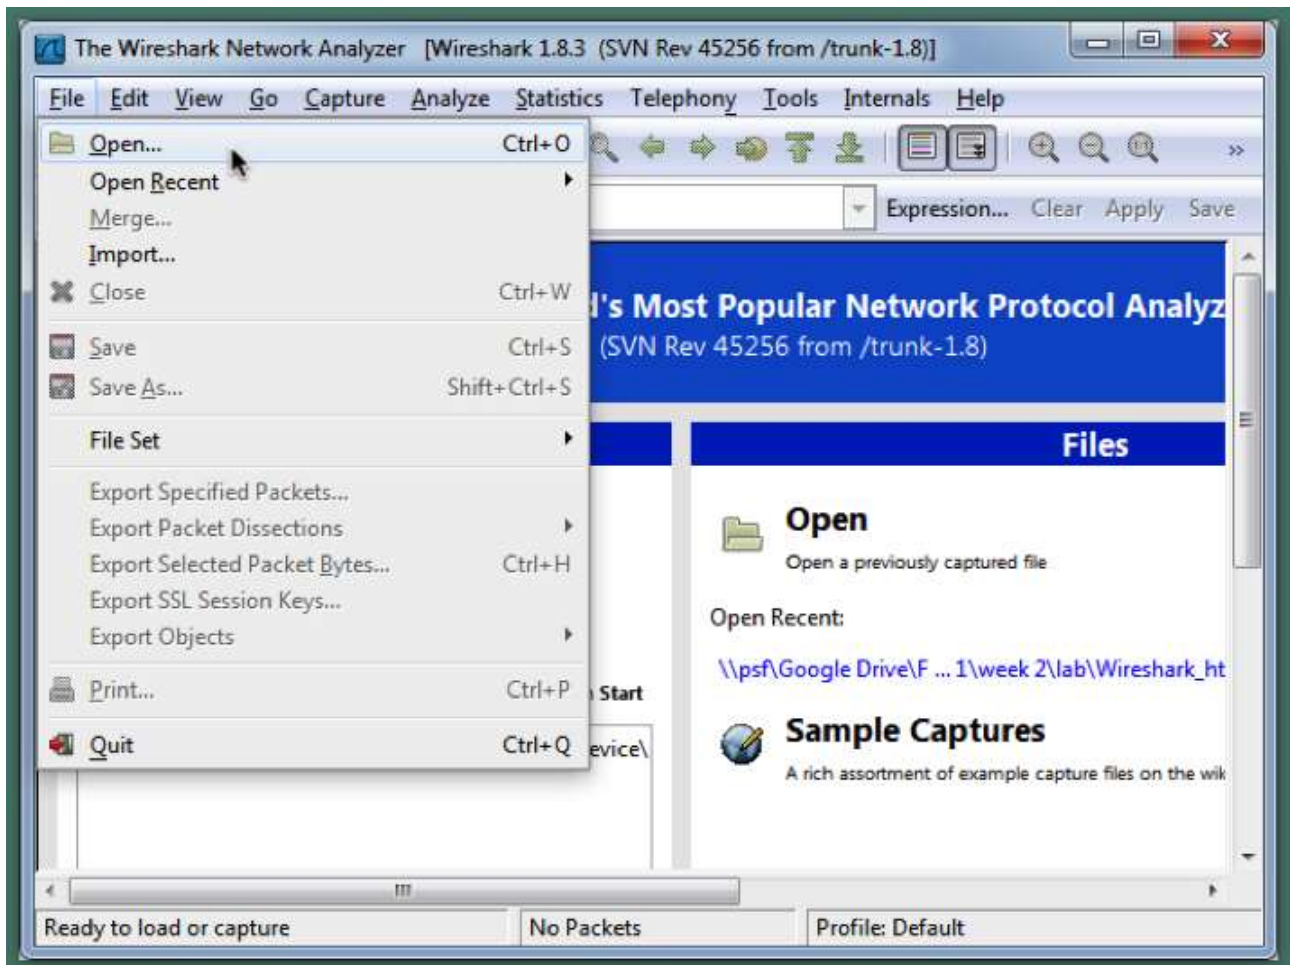 The Wireshark Network Analyzer [Wireshark 1.8.3 (SVN Rev 45256 from /trunk-1.8)]
File Edit View Go Capture Analyze Statistics Telephony Tools Internals Help
Open... Ctrl+O
Open Recent
Merge...
Import...
Close Ctrl+W
Save Ctrl+S
Save As... Shift+Ctrl+S
File Set
Export Specified Packets...
Export Packet Dissections
Export Selected Packet Bytes... Ctrl+H
Export SSL Session Keys...
Export Objects
Print... Ctrl+P
Quit Ctrl+Q
Expression... Clear Apply Save
d's Most Popular Network Protocol Analyz
(SVN Rev 45256 from /trunk-1.8)
Files
Open
Open a previously captured file
Open Recent:
\\psf\Google Drive\F ... 1\week 2\lab\Wireshark_ht
Start
evice\
Sample Captures
A rich assortment of example capture files on the wik
Ready to load or capture No Packets Profile: Default